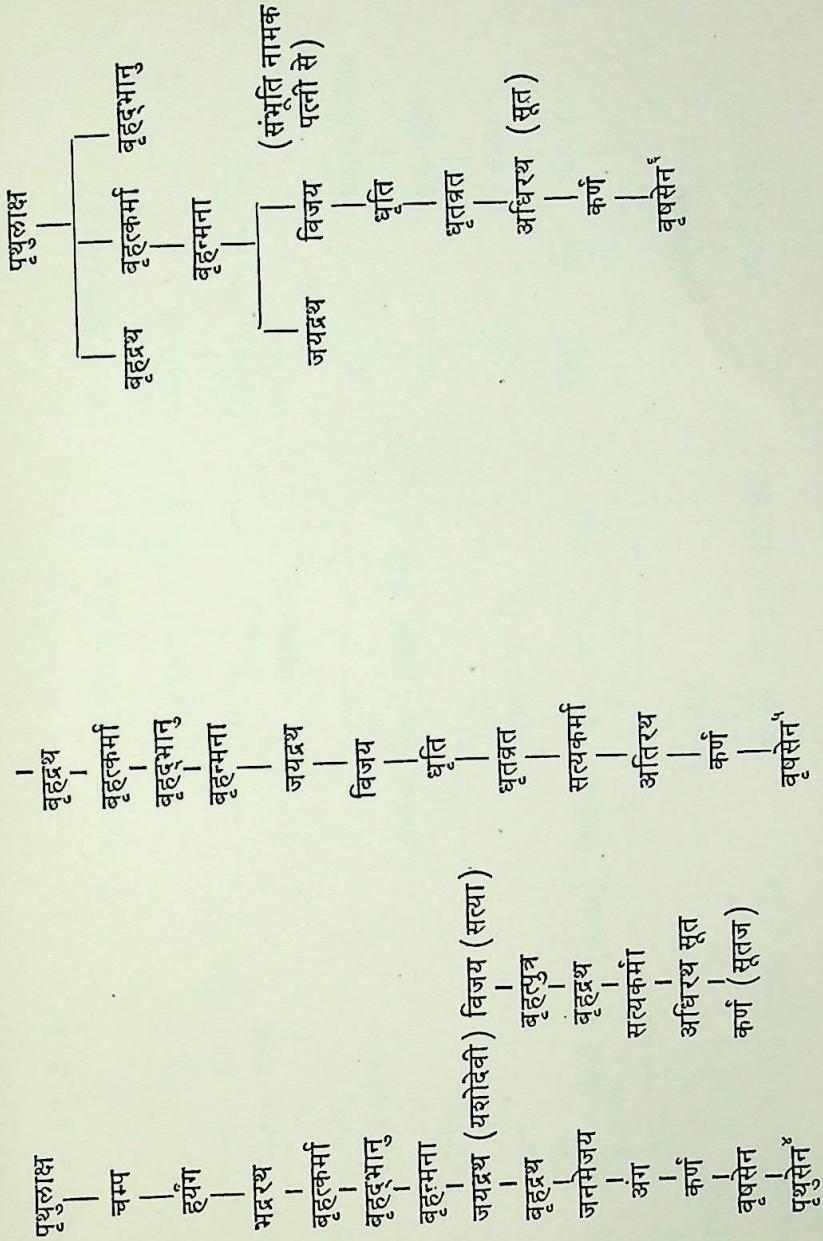 पृथुलाक्ष
चम्प
हर्यंग
भद्ररथ
बृहत्कर्मा
बृहद्‌भानु
बृहन्मना
जयद्रथ (यशोदेवी) विजय (सत्या)
बृहद्रथ
जनमेजय
अंग
कर्ण
वृषसेन
पृथुसेन⁴
बृहत्पुत्र
बृहद्रथ
सत्यकर्मा
अधिरथ सूत
कर्ण (सूतज)
बृहद्रथ
बृहत्कर्मा
बृहद्‌भानु
बृहन्मना
जयद्रथ
विजय
धृति
धृतव्रत
सत्यकर्मा
अतिरथ
कर्ण
वृषसेन⁵
पृथुलाक्ष
बृहद्रथ बृहत्कर्मा बृहद्‌भानु
बृहन्मना
जयद्रथ विजय (संभूति नामक
पत्नी से)
धृति
धृतव्रत
अधिरथ (सूत)
कर्ण
वृषसेन⁶